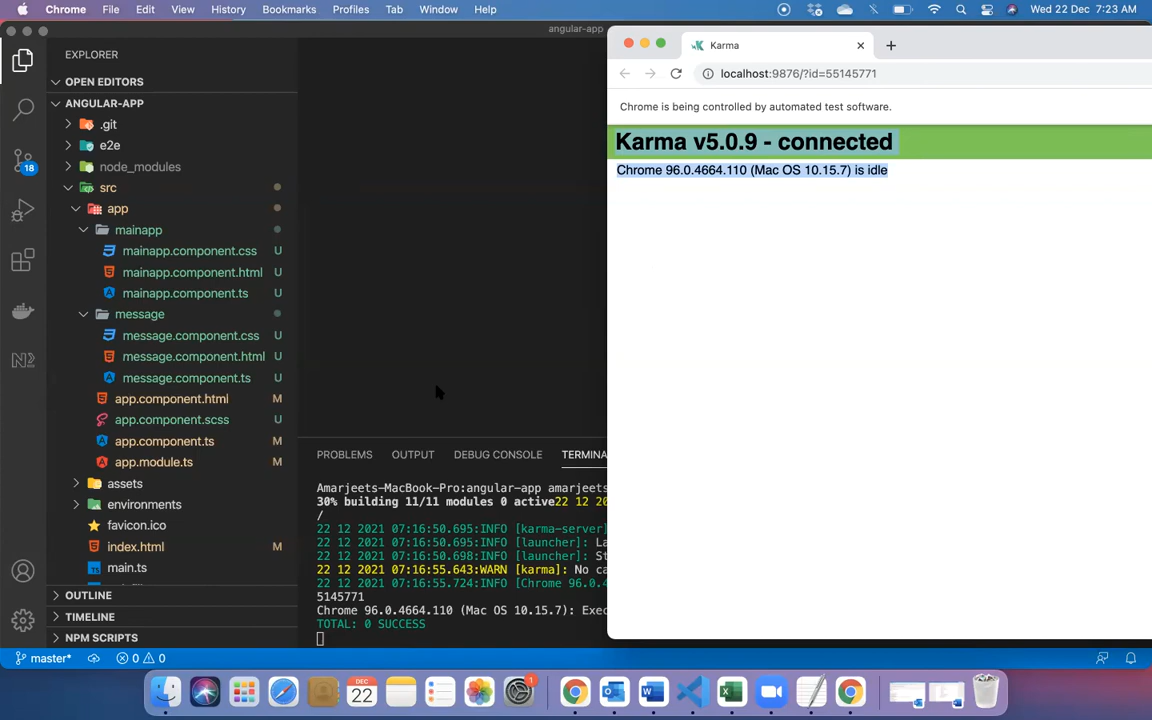 Chrome File Edit View History Bookmarks Profiles Tab Window Help Wed 22 Dec 7:23 AM
angular-app
EXPLORER
OPEN EDITORS
ANGULAR-APP
.git
e2e
node_modules
src
app
mainapp
mainapp.component.css U
mainapp.component.html U
mainapp.component.ts U
message
message.component.css U
message.component.html U
message.component.ts U
app.component.html M
app.component.scss U
app.component.ts M
app.module.ts M
assets
environments
favicon.ico
index.html M
main.ts
OUTLINE
TIMELINE
NPM SCRIPTS
18
master* 0 0
PROBLEMS OUTPUT DEBUG CONSOLE TERMINA
Amarjeets-MacBook-Pro:angular-app amarjeets
30% building 11/11 modules 0 active22 12 20
/
22 12 2021 07:16:50.695:INFO [karma-server]
22 12 2021 07:16:50.698:INFO [launcher]: La
22 12 2021 07:16:50.698:INFO [launcher]: St
22 12 2021 07:16:55.643:WARN [karma]: No ca
22 12 2021 07:16:55.724:INFO [Chrome 96.0.4
5145771
Chrome 96.0.4664.110 (Mac OS 10.15.7): Exec
TOTAL: 0 SUCCESS
Karma
localhost:9876/?id=55145771
Chrome is being controlled by automated test software.
Karma v5.0.9 - connected
Chrome 96.0.4664.110 (Mac OS 10.15.7) is idle
DEC
22
1